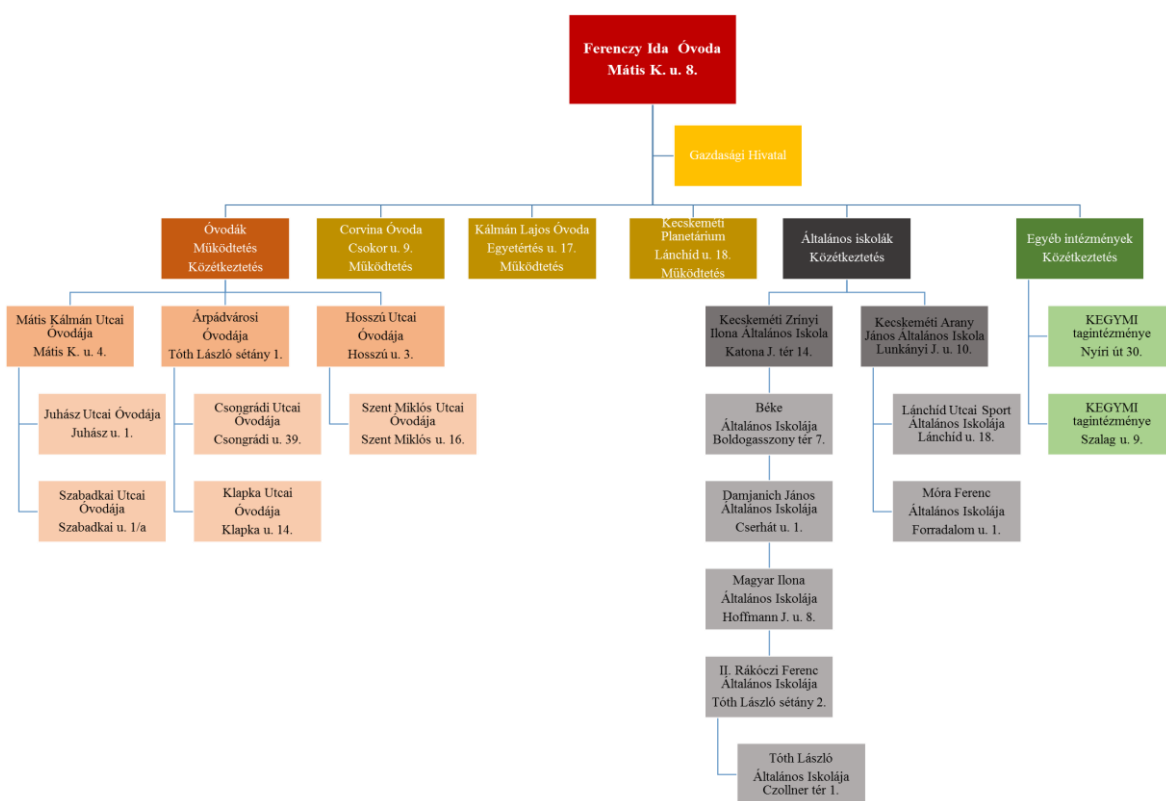 Ferenczy Ida Óvoda
Mátis K. u. 8.
Gazdasági Hivatal
Óvodák
Működtetés
Közétkeztetés
Corvina Óvoda
Csokor u. 9.
Működtetés
Kálmán Lajos Óvoda
Egyetértés u. 17.
Működtetés
Kecskeméti
Planetárium
Lánchíd u. 18.
Működtetés
Általános iskolák
Közétkeztetés
Egyéb intézmények
Közétkeztetés
Mátis Kálmán Utcai
Óvodája
Mátis K. u. 4.
Juhász Utcai Óvodája
Juhász u. 1.
Szabadkai Utcai
Óvodája
Szabadkai u. 1/a
Árpádvárosi
Óvodája
Tóth László sétány 1.
Csongrádi Utcai
Óvodája
Csongrádi u. 39.
Klapka Utcai
Óvodája
Klapka u. 14.
Hosszú Utcai
Óvodája
Hosszú u. 3.
Szent Miklós Utcai
Óvodája
Szent Miklós u. 16.
Kecskeméti Zrínyi
Ilona Általános Iskola
Katona J. tér 14.
Béke
Általános Iskolája
Boldogasszony tér 7.
Damjanich János
Általános Iskolája
Cserhát u. 1.
Magyar Ilona
Általános Iskolája
Hoffmann J. u. 8.
II. Rákóczi Ferenc
Általános Iskolája
Tóth László sétány 2.
Tóth László
Általános Iskolája
Czollner tér 1.
Kecskeméti Arany
János Általános Iskola
Lunkányi J. u. 10.
Lánchíd Utcai Sport
Általános Iskolája
Lánchíd u. 18.
Móra Ferenc
Általános Iskolája
Forradalom u. 1.
KEGYMI
tagintézménye
Nyíri út 30.
KEGYMI
tagintézménye
Szalag u. 9.